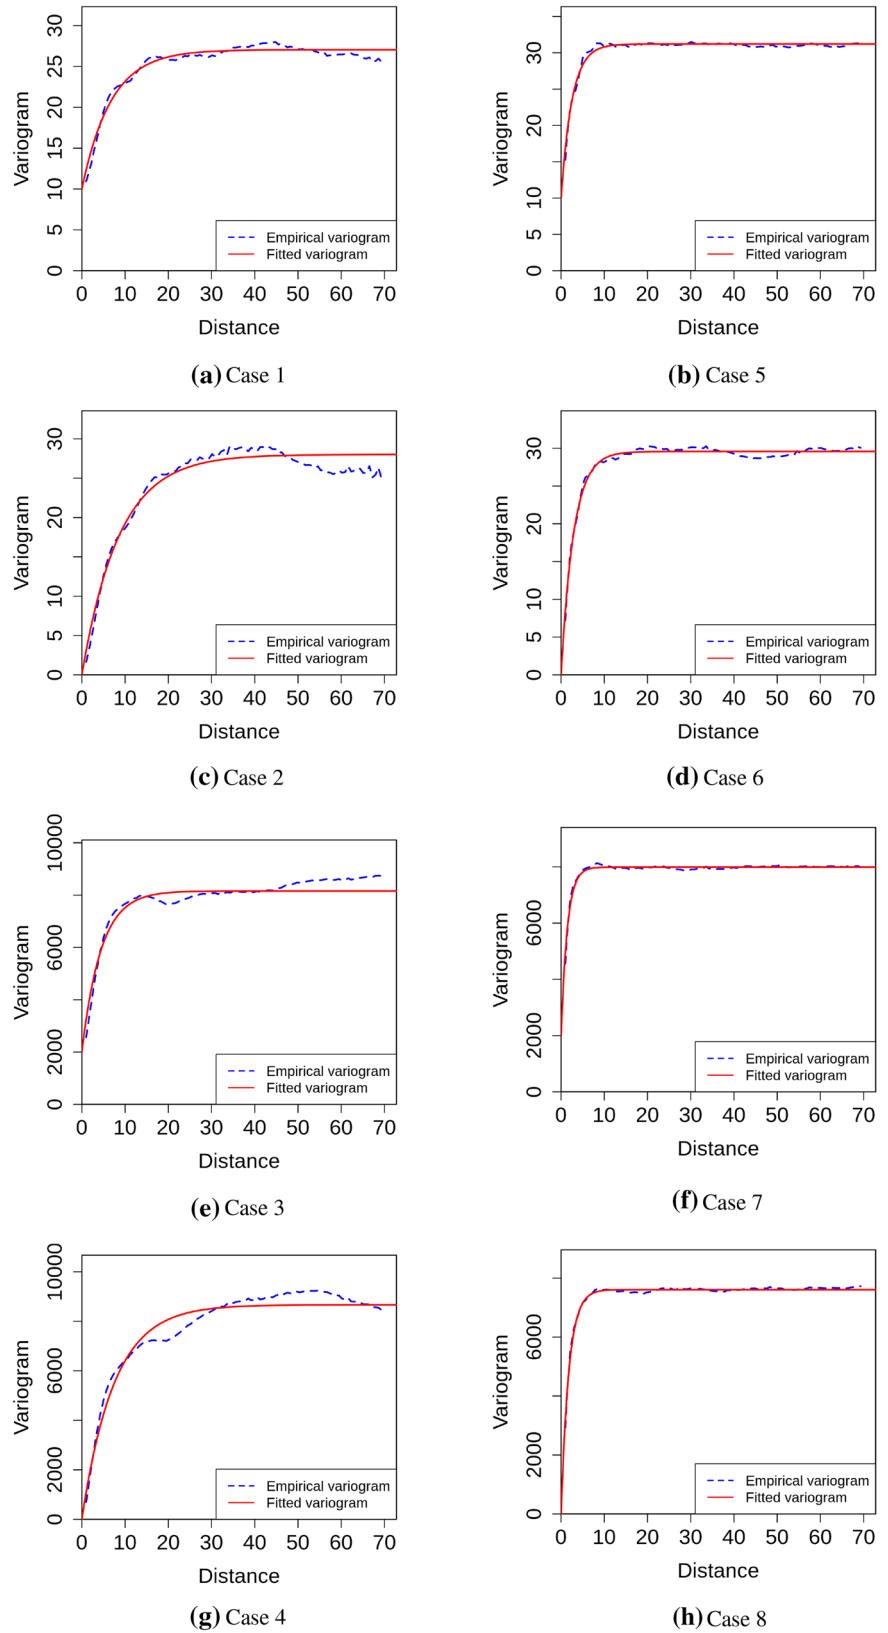 Variogram
0 5 10 15 20 25 30
Empirical variogram
Fitted variogram
0 10 20 30 40 50 60 70
Distance
(a) Case 1
Variogram
0 5 10 20 30
Empirical variogram
Fitted variogram
0 10 20 30 40 50 60 70
Distance
(b) Case 5
Variogram
0 5 10 20 30
Empirical variogram
Fitted variogram
0 10 20 30 40 50 60 70
Distance
(c) Case 2
Variogram
0 5 10 20 30
Empirical variogram
Fitted variogram
0 10 20 30 40 50 60 70
Distance
(d) Case 6
Variogram
0 2000 6000 10000
Empirical variogram
Fitted variogram
0 10 20 30 40 50 60 70
Distance
(e) Case 3
Variogram
0 2000 6000
Empirical variogram
Fitted variogram
0 10 20 30 40 50 60 70
Distance
(f) Case 7
Variogram
0 2000 6000 10000
Empirical variogram
Fitted variogram
0 10 20 30 40 50 60 70
Distance
(g) Case 4
Variogram
0 2000 6000
Empirical variogram
Fitted variogram
0 10 20 30 40 50 60 70
Distance
(h) Case 8